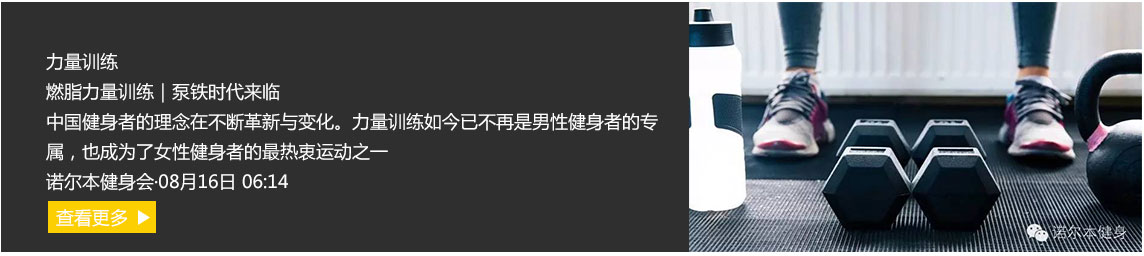 力量训练
燃脂力量训练｜泵铁时代来临
中国健身者的理念在不断革新与变化。力量训练如今已不再是男性健身者的专
属，也成为了女性健身者的最热衷运动之一
诺尔本健身会·08月16日 06:14
查看更多 ▶
诺尔本健身